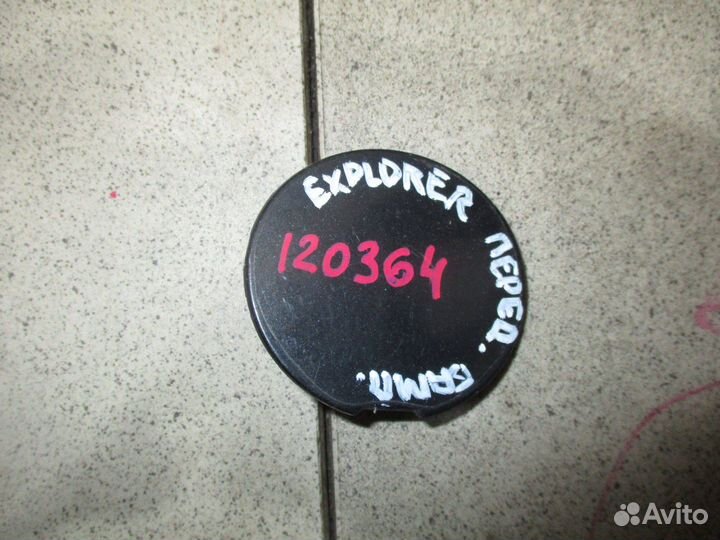 EXPLORER
ПЕРЕД.
БАМП.
120364
Avito